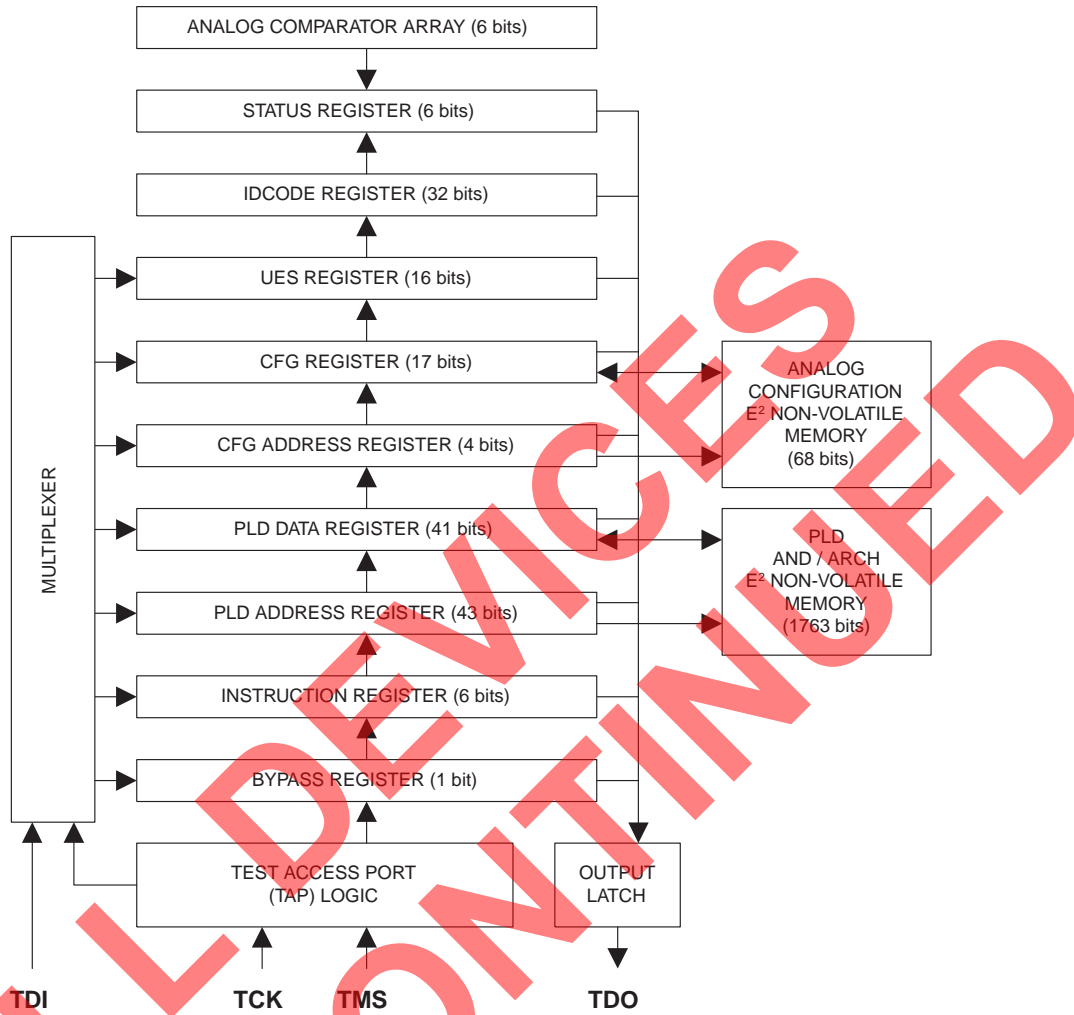 ANALOG COMPARATOR ARRAY (6 bits)
STATUS REGISTER (6 bits)
IDCODE REGISTER (32 bits)
UES REGISTER (16 bits)
CFG REGISTER (17 bits)
CFG ADDRESS REGISTER (4 bits)
PLD DATA REGISTER (41 bits)
PLD ADDRESS REGISTER (43 bits)
INSTRUCTION REGISTER (6 bits)
BYPASS REGISTER (1 bit)
MULTIPLEXER
ANALOG
CONFIGURATION
E² NON-VOLATILE
MEMORY
(68 bits)
PLD
AND / ARCH
E² NON-VOLATILE
MEMORY
(1763 bits)
TEST ACCESS PORT
(TAP) LOGIC
OUTPUT
LATCH
TDI
TCK
TMS
TDO
L DEVICES
ONTINUED